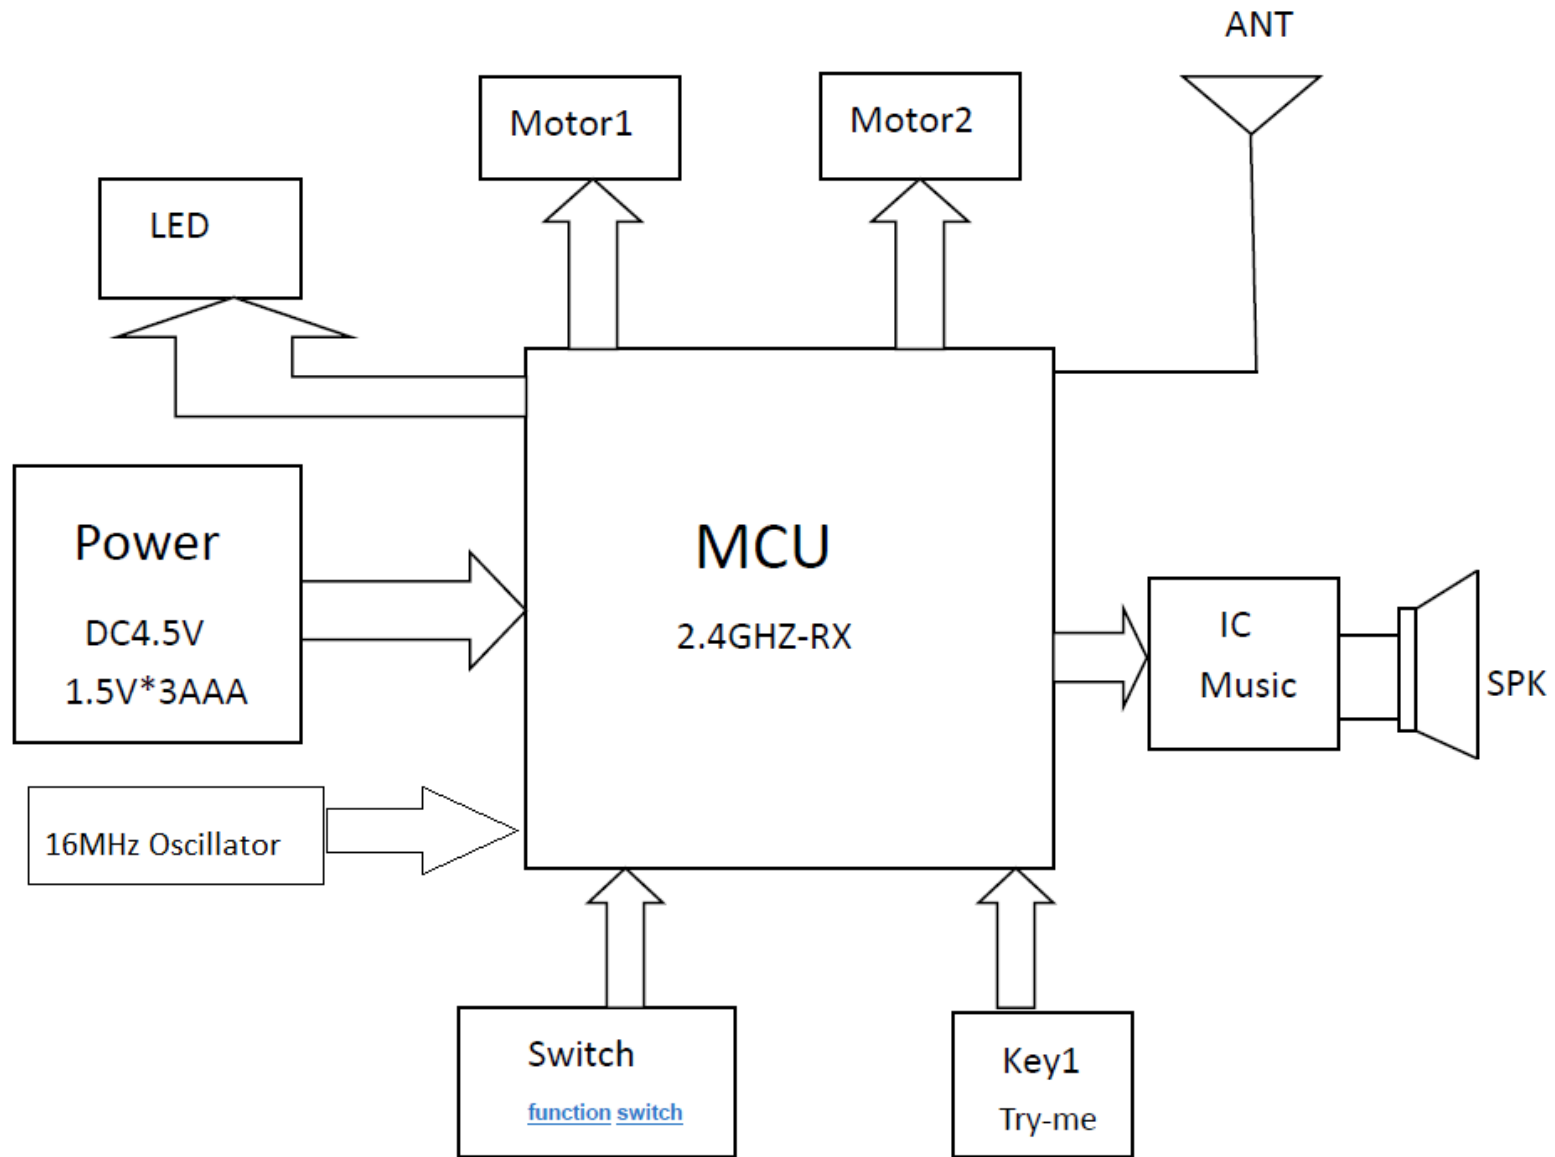 ANT
Motor1
Motor2
LED
Power
DC4.5V
1.5V*3AAA
MCU
2.4GHZ-RX
IC
Music
SPK
16MHz Oscillator
Switch
function switch
Key1
Try-me